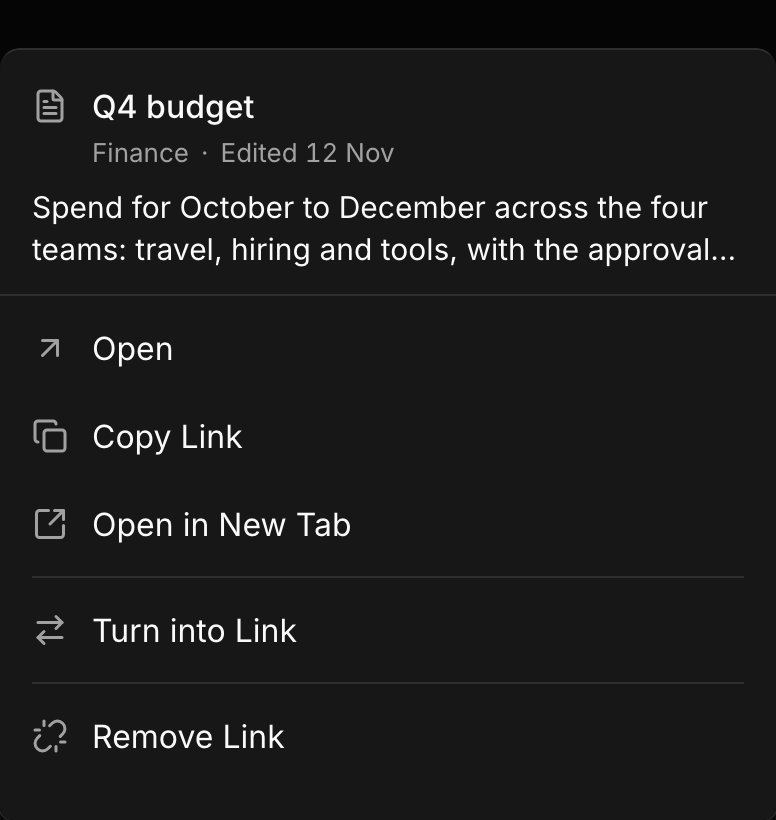 Q4 budget
Finance · Edited 12 Nov
Spend for October to December across the four
teams: travel, hiring and tools, with the approval...
Open
Copy Link
Open in New Tab
Turn into Link
Remove Link